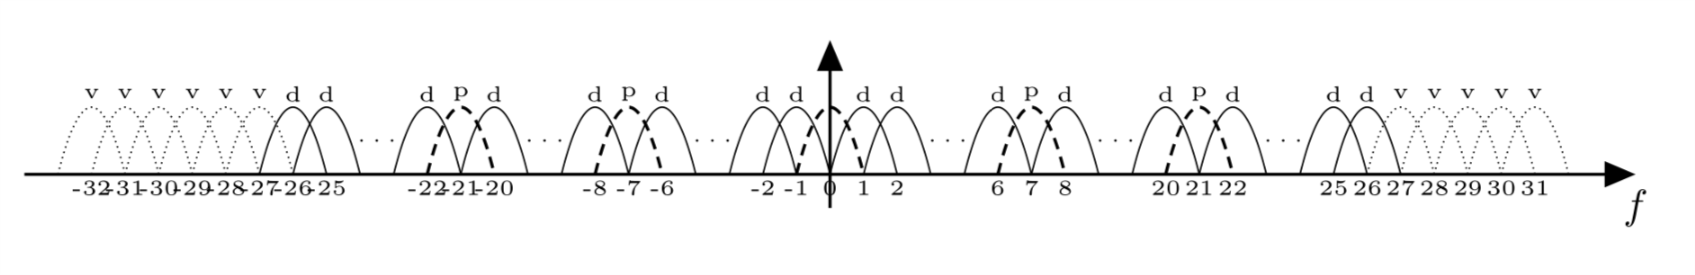 v v v v v v d d d p d d p d d d d d d p d d p d d d v v v v v
. . . . . . . . . . . . . . . . . .
-32 -31 -30 -29 -28 -27 -26 -25 -22 -21 -20 -8 -7 -6 -2 -1 0 1 2 6 7 8 20 21 22 25 26 27 28 29 30 31
f